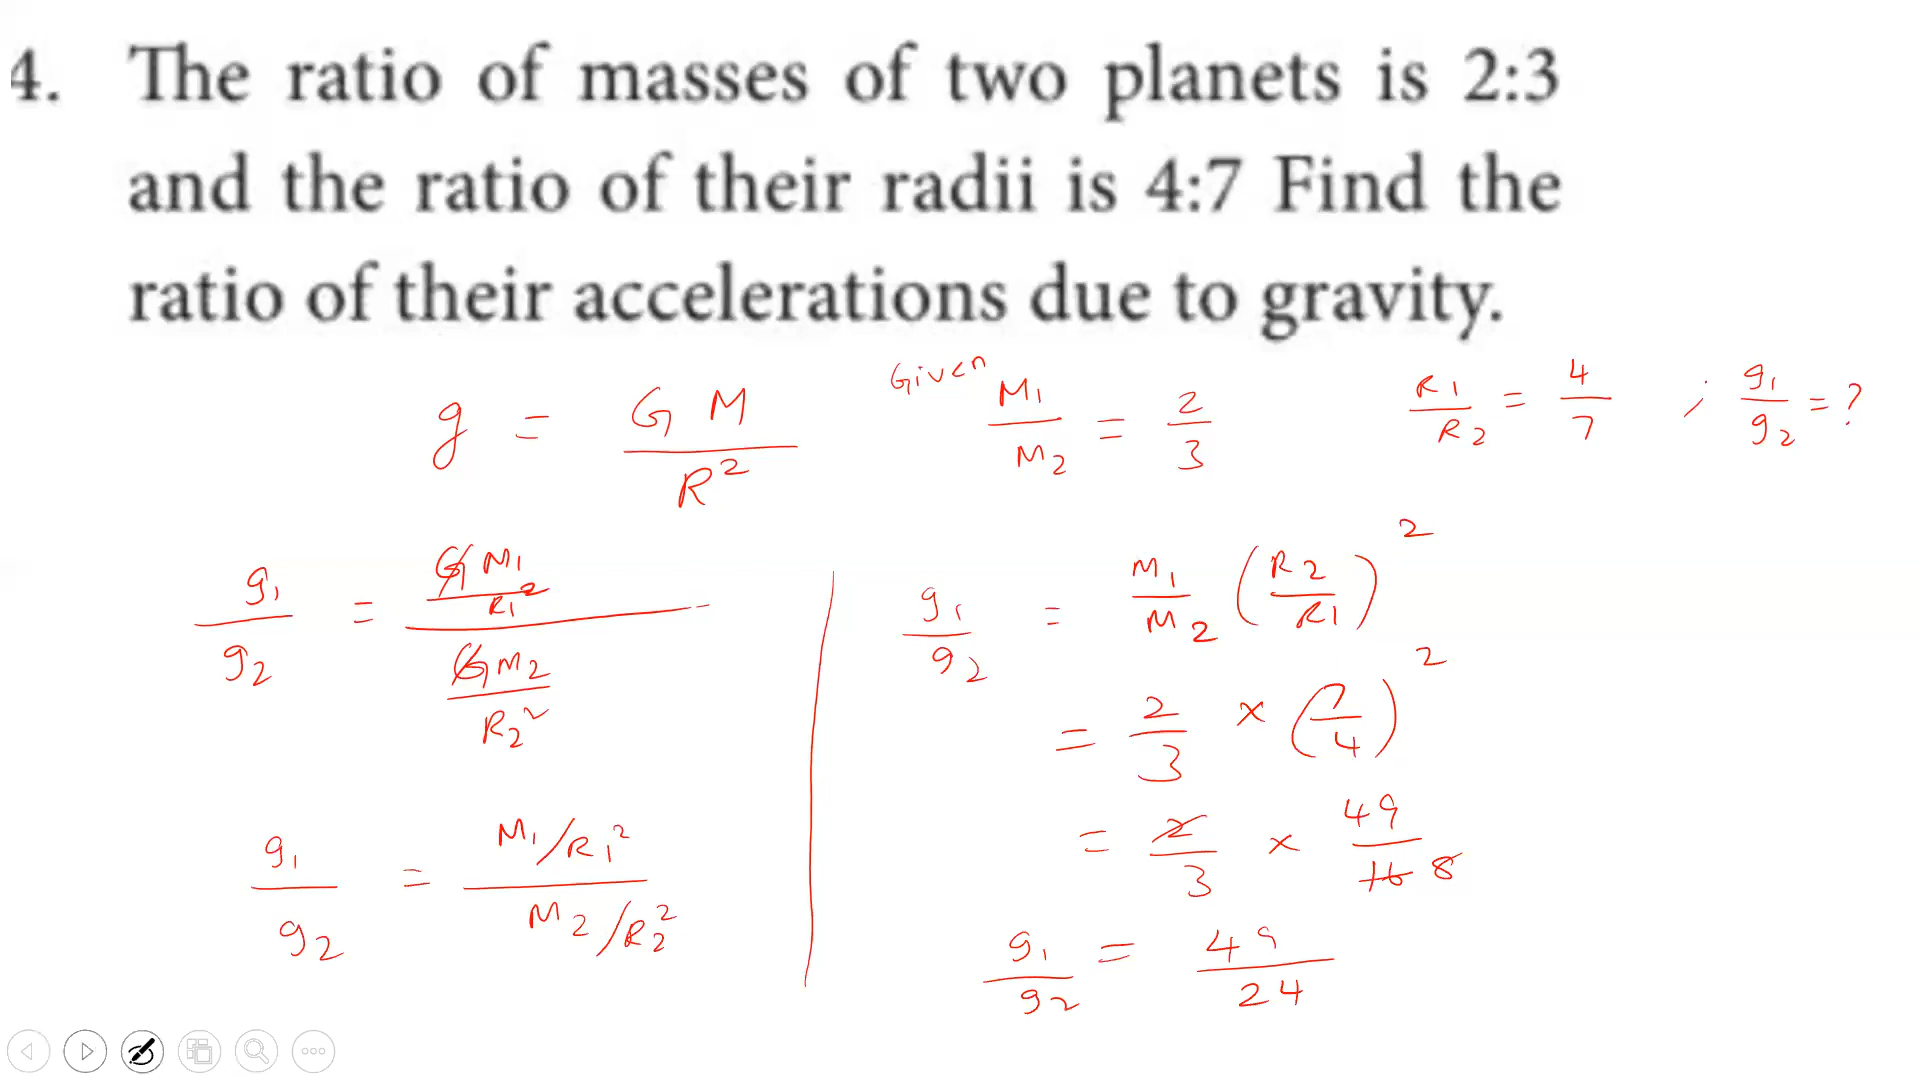 4. The ratio of masses of two planets is 2:3
and the ratio of their radii is 4:7 Find the
ratio of their accelerations due to gravity.
g = G M / R²
Given M₁/M₂ = 2/3
R₁/R₂ = 4/7 ; g₁/g₂ = ?
g₁/g₂ = (G M₁/R₁²) / (G M₂/R₂²)
g₁/g₂ = (M₁/R₁²) / (M₂/R₂²)
g₁/g₂ = M₁/M₂ (R₂/R₁)²
= 2/3 × (7/4)²
= 2/3 × 49/16 8
g₁/g₂ = 49/24